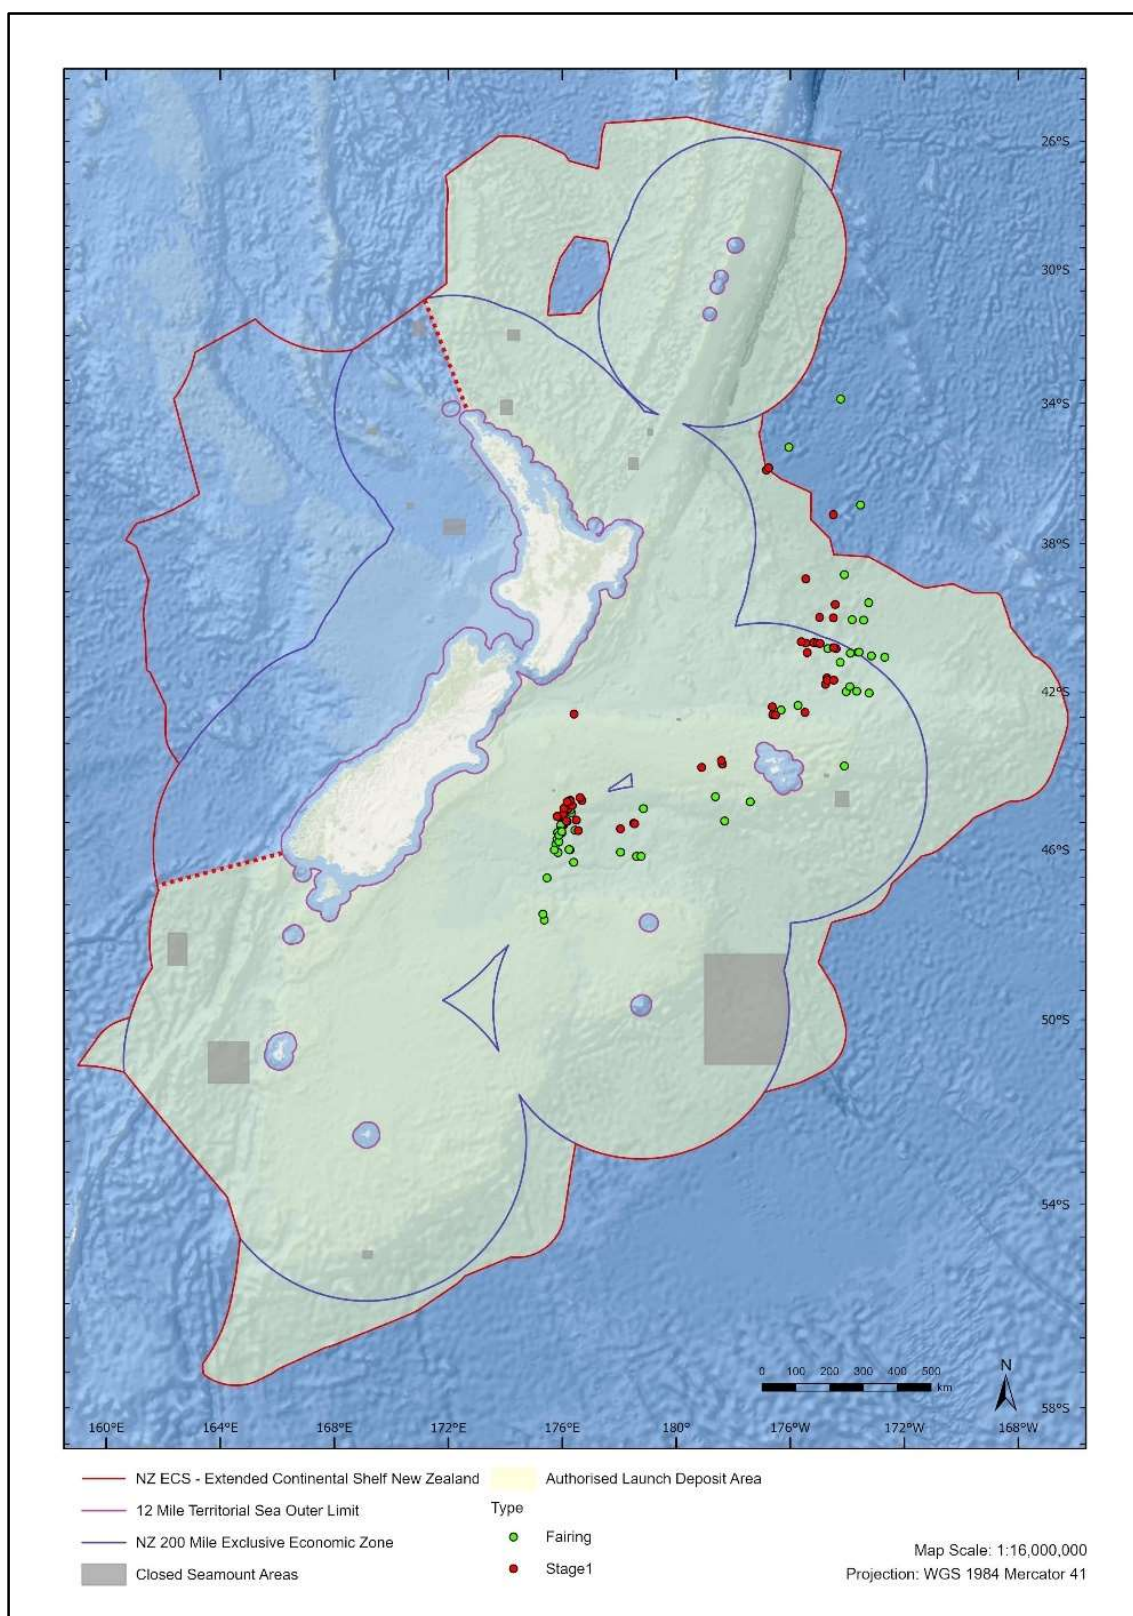 26°S
30°S
34°S
38°S
42°S
46°S
50°S
54°S
58°S
0 100 200 300 400 500
km
N
160°E 164°E 168°E 172°E 176°E 180° 176°W 172°W 168°W
NZ ECS - Extended Continental Shelf New Zealand
12 Mile Territorial Sea Outer Limit
NZ 200 Mile Exclusive Economic Zone
Closed Seamount Areas
Authorised Launch Deposit Area
Type
Fairing
Stage1
Map Scale: 1:16,000,000
Projection: WGS 1984 Mercator 41